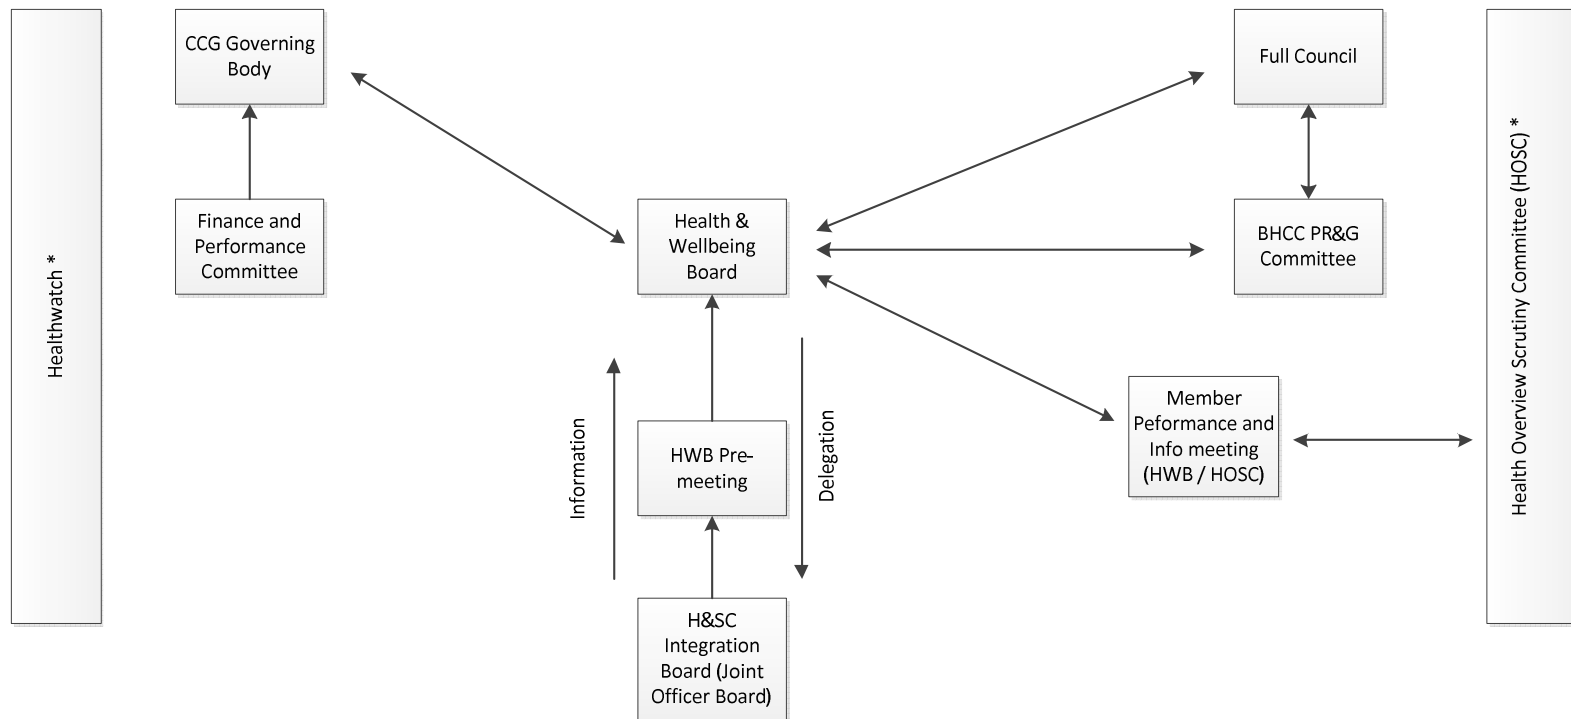 Healthwatch *
CCG Governing
Body
Finance and
Performance
Committee
Health &
Wellbeing
Board
Information
HWB Pre-
meeting
Delegation
H&SC
Integration
Board (Joint
Officer Board)
Full Council
BHCC PR&G
Committee
Member
Peformance and
Info meeting
(HWB / HOSC)
Health Overview Scrutiny Committee (HOSC) *